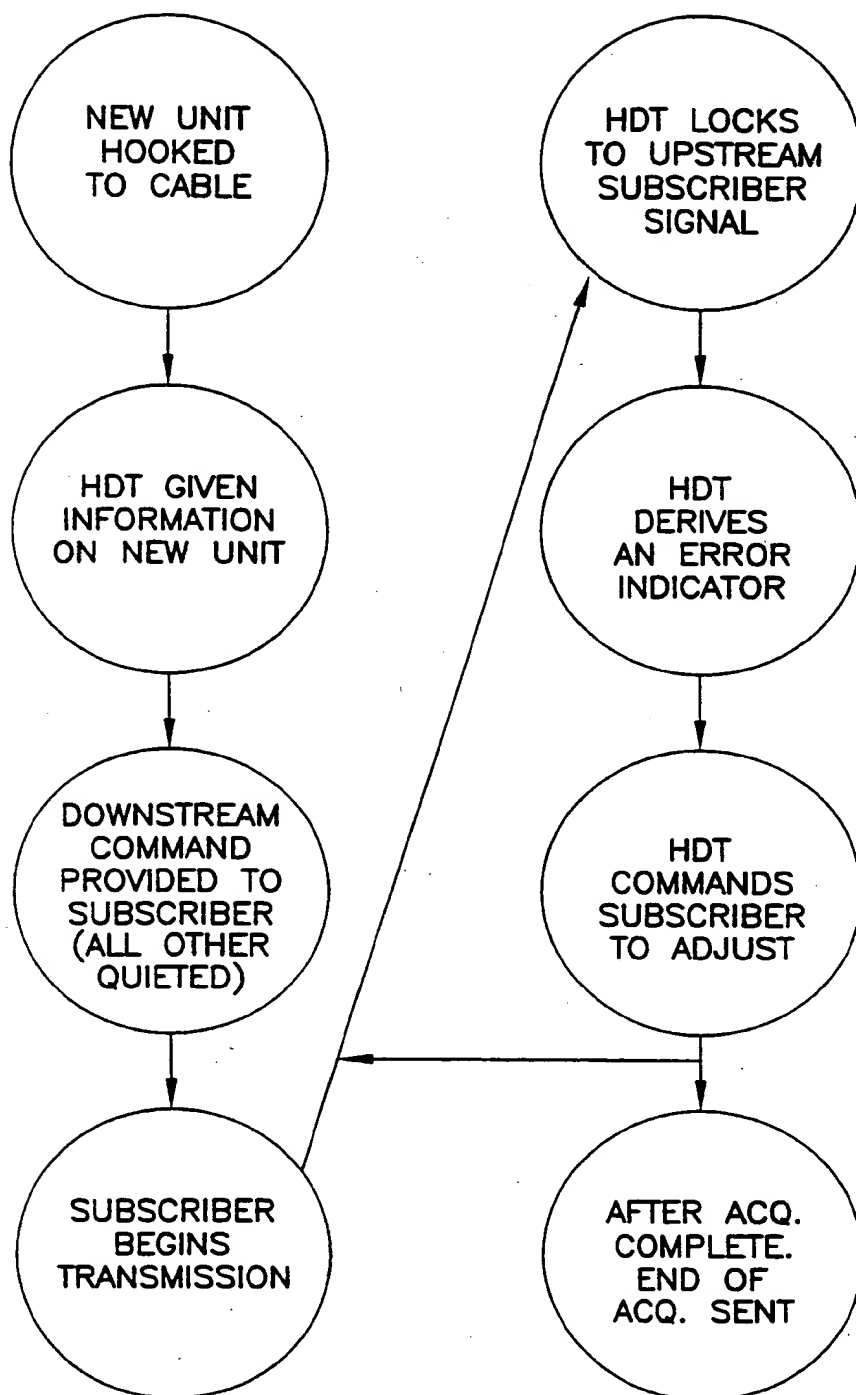 NEW UNIT
HOOKED
TO CABLE
HDT GIVEN
INFORMATION
ON NEW UNIT
DOWNSTREAM
COMMAND
PROVIDED TO
SUBSCRIBER
(ALL OTHER
QUIETED)
SUBSCRIBER
BEGINS
TRANSMISSION
HDT LOCKS
TO UPSTREAM
SUBSCRIBER
SIGNAL
HDT
DERIVES
AN ERROR
INDICATOR
HDT
COMMANDS
SUBSCRIBER
TO ADJUST
AFTER ACQ.
COMPLETE.
END OF
ACQ. SENT